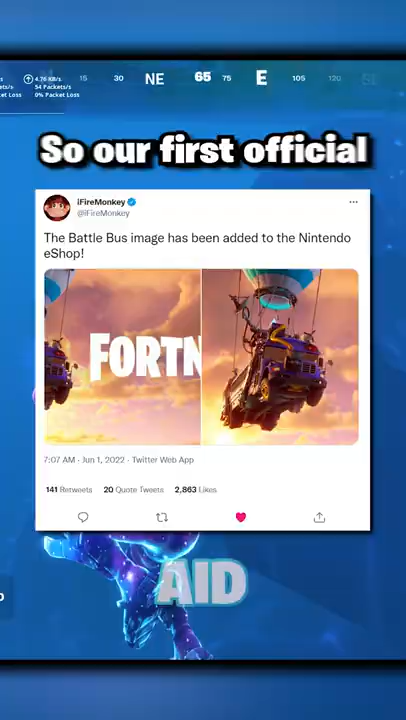 4.76 KB/s
54 Packets/s
0% Packet Loss
15 30 NE 65 75 E 105 120 SE
So our first official
iFireMonkey
@iFireMonkey
The Battle Bus image has been added to the Nintendo
eShop!
FORTN
7:07 AM · Jun 1, 2022 · Twitter Web App
141 Retweets 20 Quote Tweets 2,863 Likes
AID